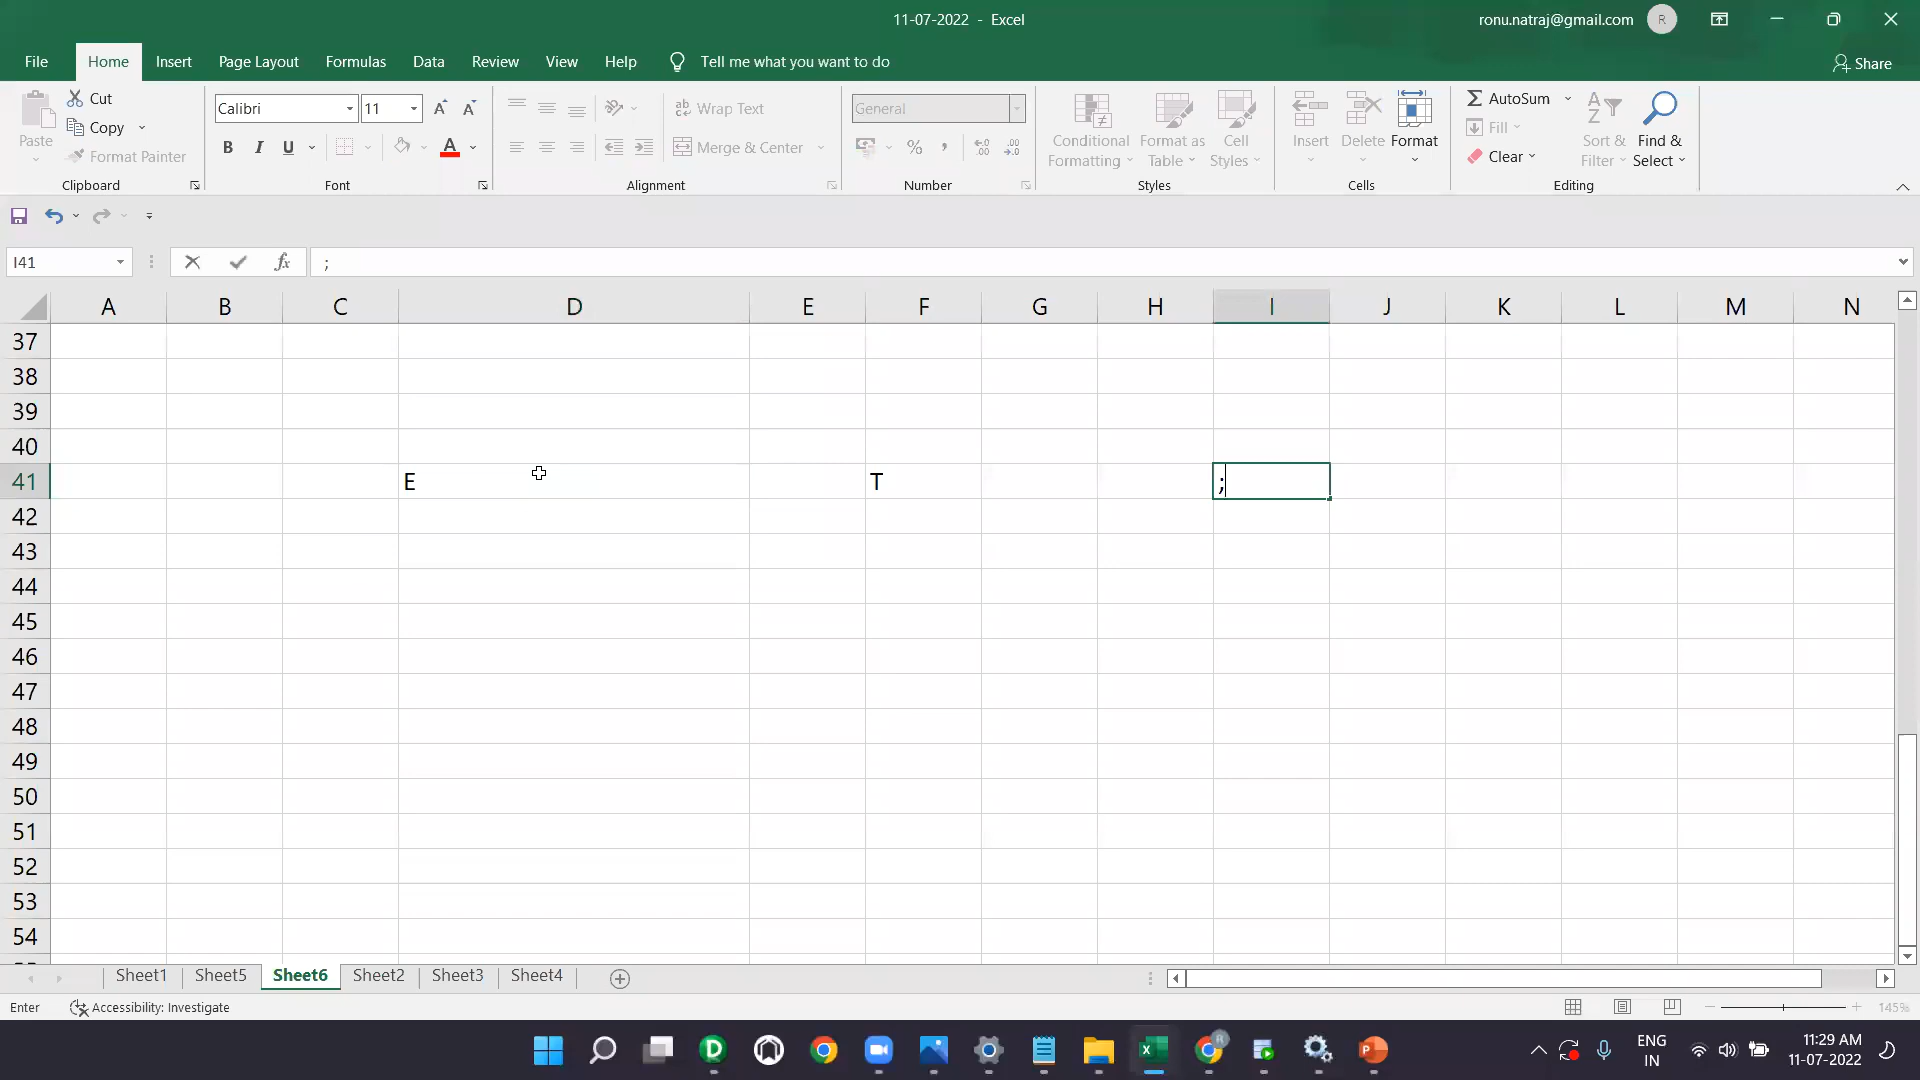 11-07-2022 - Excel
ronu.natraj@gmail.com R
File Home Insert Page Layout Formulas Data Review View Help Tell me what you want to do Share
Paste
Cut
Copy
Format Painter
Clipboard
Calibri 11
A A
B I U A
Font
ab Wrap Text
Merge & Center
Alignment
General
% ,
Number
Conditional Formatting
Format as Table
Cell Styles
Styles
Insert Delete Format
Cells
AutoSum
Fill
Clear
Sort & Filter
Find & Select
Editing
I41 fx ;
A B C D E F G H I J K L M N
37
38
39
40
41 E T ;
42
43
44
45
46
47
48
49
50
51
52
53
54
Sheet1 Sheet5 Sheet6 Sheet2 Sheet3 Sheet4
Enter Accessibility: Investigate 145%
ENG
IN
11:29 AM
11-07-2022